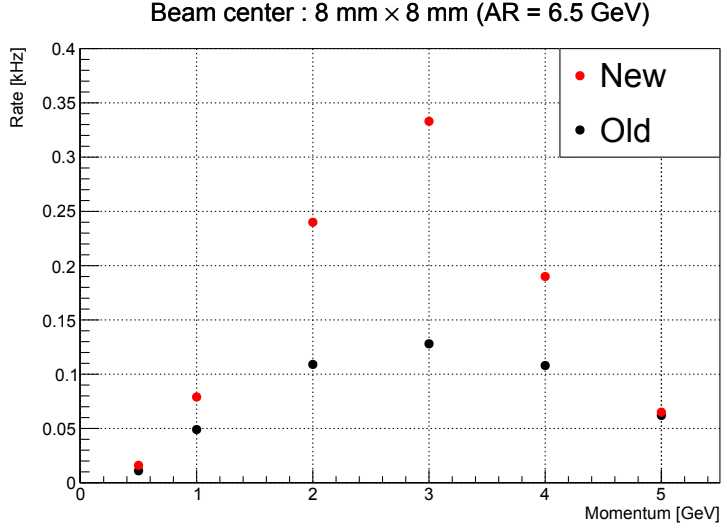 Beam center : 8 mm × 8 mm (AR = 6.5 GeV)
Rate [kHz]
0.4
0.35
0.3
0.25
0.2
0.15
0.1
0.05
0
New
Old
0 1 2 3 4 5
Momentum [GeV]